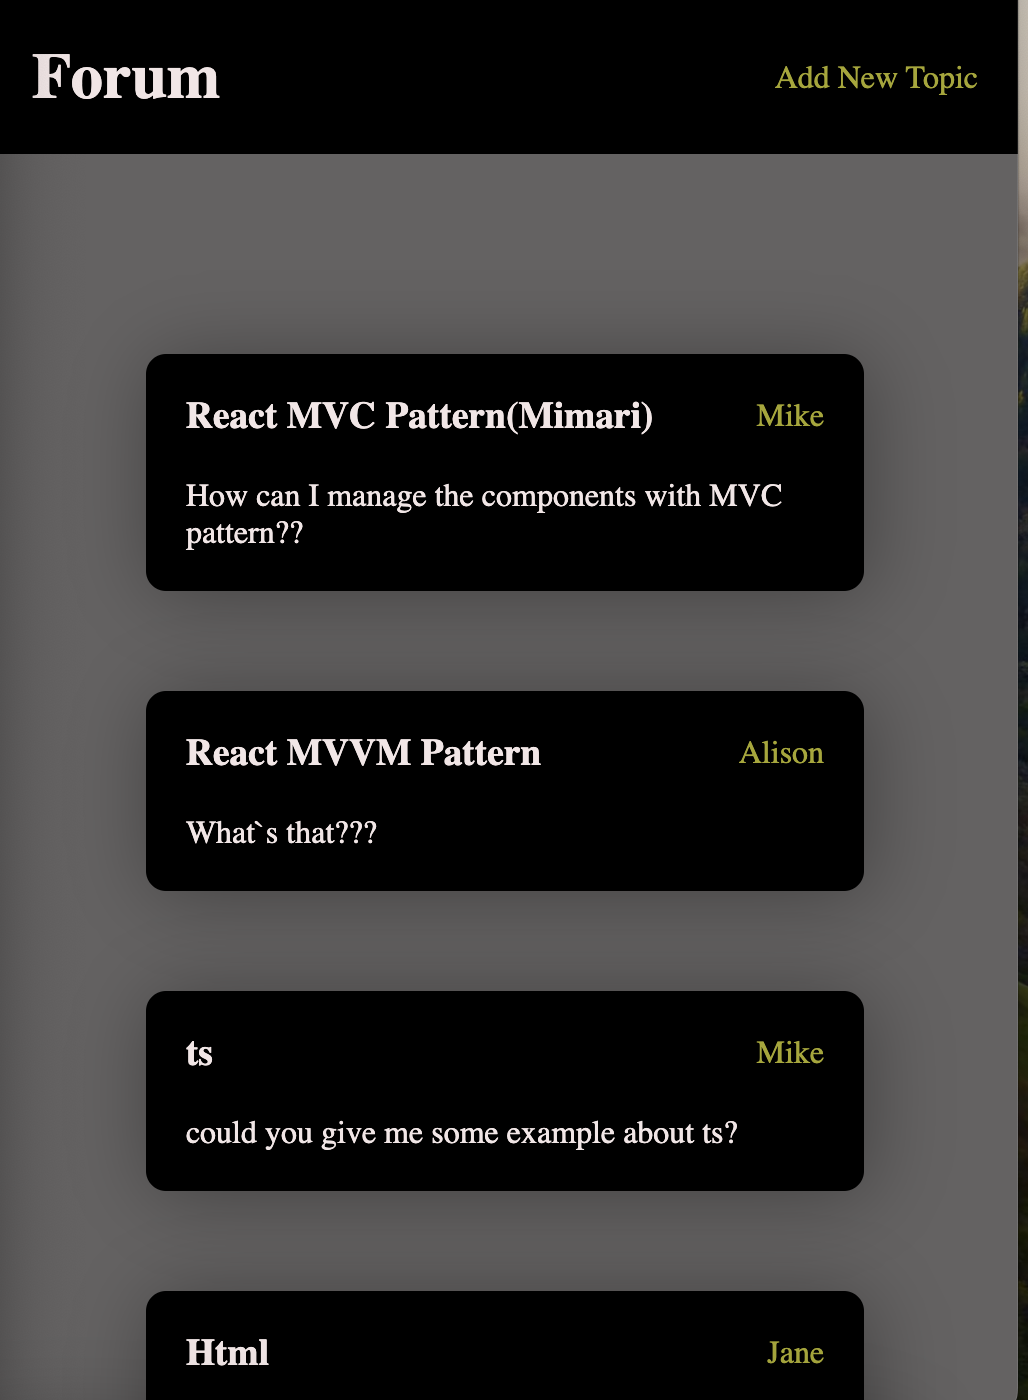 Forum
Add New Topic
React MVC Pattern(Mimari)
Mike
How can I manage the components with MVC
pattern??
React MVVM Pattern
Alison
What`s that???
ts
Mike
could you give me some example about ts?
Html
Jane